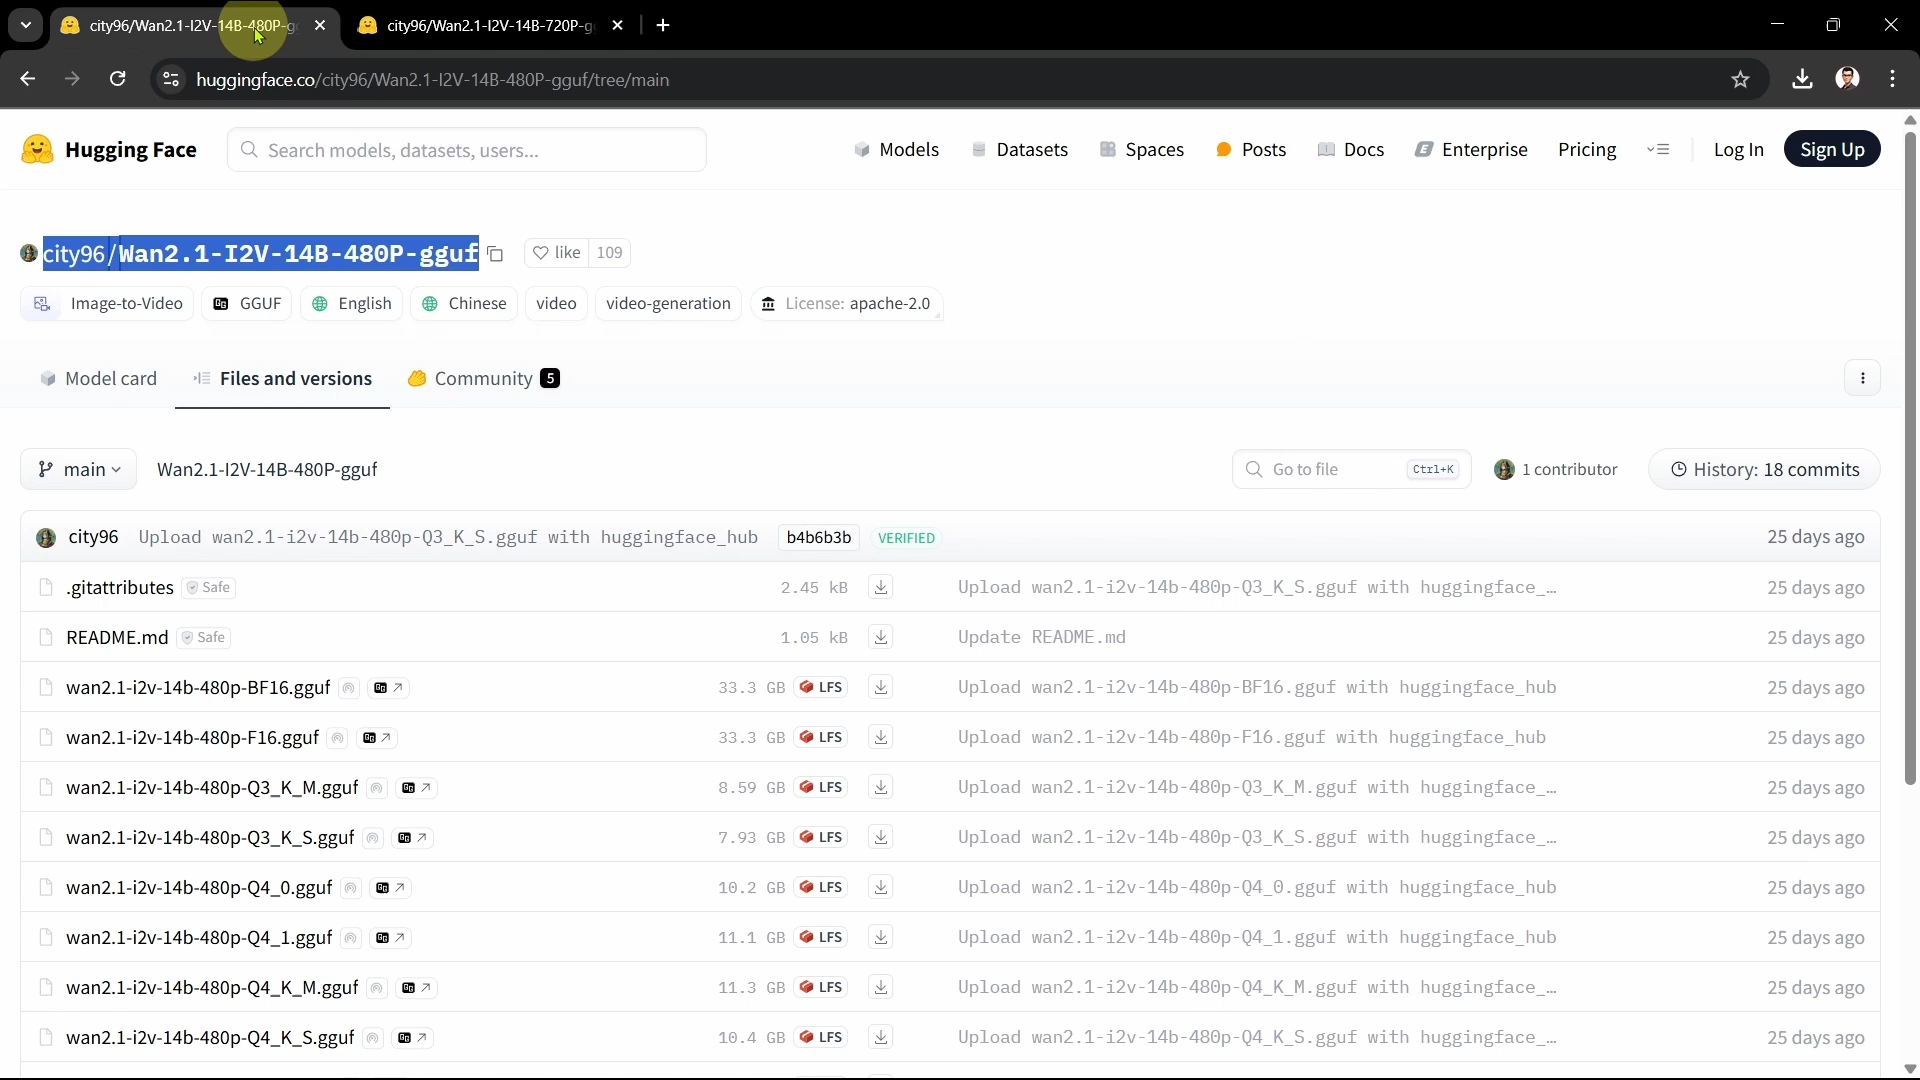 city96/Wan2.1-I2V-14B-480P-g
city96/Wan2.1-I2V-14B-720P-g
huggingface.co/city96/Wan2.1-I2V-14B-480P-gguf/tree/main
Hugging Face
Search models, datasets, users...
Models
Datasets
Spaces
Posts
Docs
Enterprise
Pricing
Log In
Sign Up
city96/Wan2.1-I2V-14B-480P-gguf
like 109
Image-to-Video
GGUF
English
Chinese
video
video-generation
License: apache-2.0
Model card
Files and versions
Community 5
main
Wan2.1-I2V-14B-480P-gguf
Go to file
Ctrl+K
1 contributor
History: 18 commits
city96 Upload wan2.1-i2v-14b-480p-Q3_K_S.gguf with huggingface_hub b4b6b3b VERIFIED 25 days ago
.gitattributes Safe 2.45 kB Upload wan2.1-i2v-14b-480p-Q3_K_S.gguf with huggingface_… 25 days ago
README.md Safe 1.05 kB Update README.md 25 days ago
wan2.1-i2v-14b-480p-BF16.gguf 33.3 GB LFS Upload wan2.1-i2v-14b-480p-BF16.gguf with huggingface_hub 25 days ago
wan2.1-i2v-14b-480p-F16.gguf 33.3 GB LFS Upload wan2.1-i2v-14b-480p-F16.gguf with huggingface_hub 25 days ago
wan2.1-i2v-14b-480p-Q3_K_M.gguf 8.59 GB LFS Upload wan2.1-i2v-14b-480p-Q3_K_M.gguf with huggingface_… 25 days ago
wan2.1-i2v-14b-480p-Q3_K_S.gguf 7.93 GB LFS Upload wan2.1-i2v-14b-480p-Q3_K_S.gguf with huggingface_… 25 days ago
wan2.1-i2v-14b-480p-Q4_0.gguf 10.2 GB LFS Upload wan2.1-i2v-14b-480p-Q4_0.gguf with huggingface_hub 25 days ago
wan2.1-i2v-14b-480p-Q4_1.gguf 11.1 GB LFS Upload wan2.1-i2v-14b-480p-Q4_1.gguf with huggingface_hub 25 days ago
wan2.1-i2v-14b-480p-Q4_K_M.gguf 11.3 GB LFS Upload wan2.1-i2v-14b-480p-Q4_K_M.gguf with huggingface_… 25 days ago
wan2.1-i2v-14b-480p-Q4_K_S.gguf 10.4 GB LFS Upload wan2.1-i2v-14b-480p-Q4_K_S.gguf with huggingface_… 25 days ago